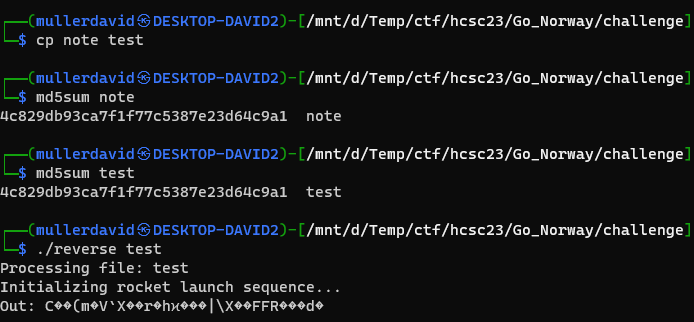 ┌──(mullerdavid㉿DESKTOP-DAVID2)-[/mnt/d/Temp/ctf/hcsc23/Go_Norway/challenge]
└─$ cp note test
┌──(mullerdavid㉿DESKTOP-DAVID2)-[/mnt/d/Temp/ctf/hcsc23/Go_Norway/challenge]
└─$ md5sum note
4c829db93ca7f1f77c5387e23d64c9a1  note
┌──(mullerdavid㉿DESKTOP-DAVID2)-[/mnt/d/Temp/ctf/hcsc23/Go_Norway/challenge]
└─$ md5sum test
4c829db93ca7f1f77c5387e23d64c9a1  test
┌──(mullerdavid㉿DESKTOP-DAVID2)-[/mnt/d/Temp/ctf/hcsc23/Go_Norway/challenge]
└─$ ./reverse test
Processing file: test
Initializing rocket launch sequence...
Out: C��(m�V`X��r�hϰ���|\X��FFR���d�